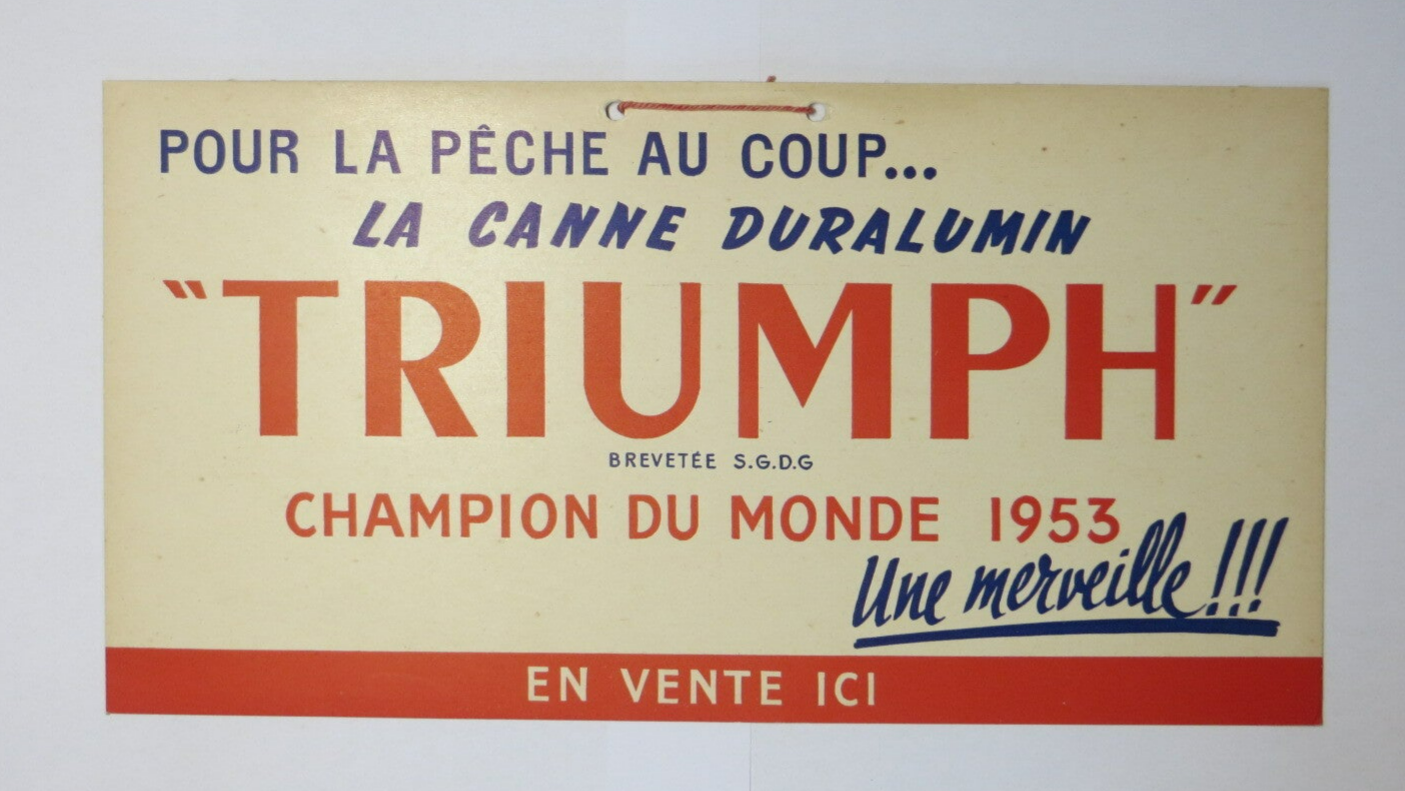 POUR LA PÊCHE AU COUP...
LA CANNE DURALUMIN
"TRIUMPH"
BREVETÉE S.G.D.G
CHAMPION DU MONDE 1953
Une merveille!!!
EN VENTE ICI